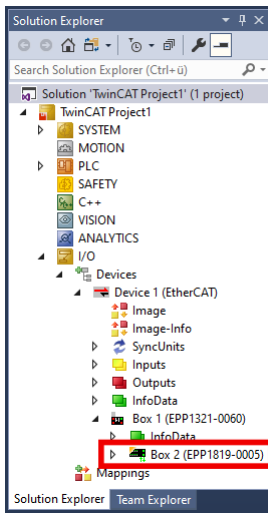 Solution Explorer
Search Solution Explorer (Ctrl+ü)
Solution 'TwinCAT Project1' (1 project)
TwinCAT Project1
SYSTEM
MOTION
PLC
SAFETY
C++
VISION
ANALYTICS
I/O
Devices
Device 1 (EtherCAT)
Image
Image-Info
SyncUnits
Inputs
Outputs
InfoData
Box 1 (EPP1321-0060)
InfoData
Box 2 (EPP1819-0005)
Mappings
Solution Explorer Team Explorer